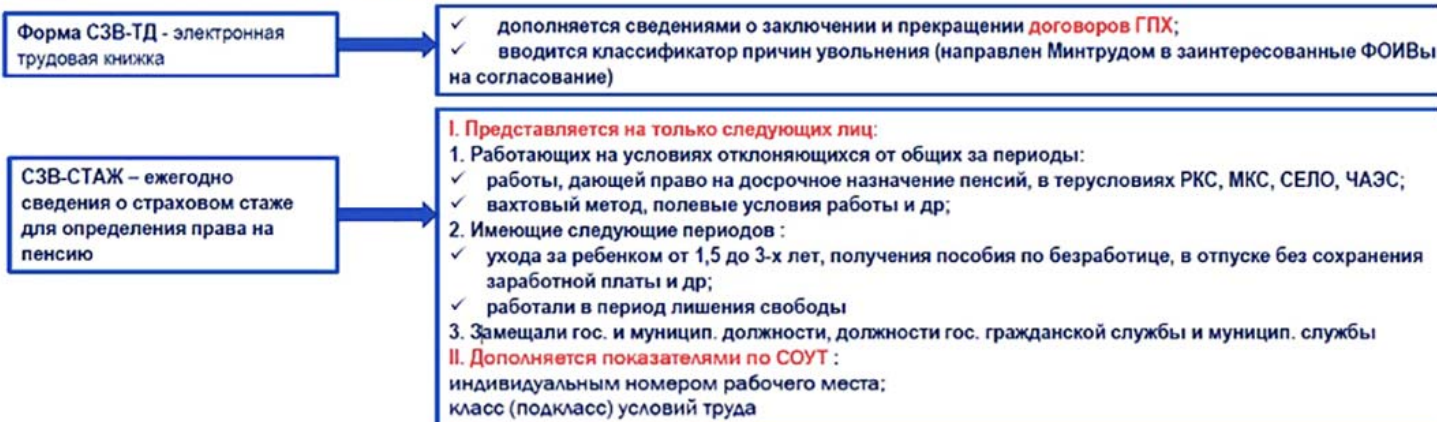 Форма СЗВ-ТД - электронная
трудовая книжка
✓ дополняется сведениями о заключении и прекращении договоров ГПХ;
✓ вводится классификатор причин увольнения (направлен Минтрудом в заинтересованные ФОИВы
на согласование)
СЗВ-СТАЖ – ежегодно
сведения о страховом стаже
для определения права на
пенсию
I. Представляется на только следующих лиц:
1. Работающих на условиях отклоняющихся от общих за периоды:
✓ работы, дающей право на досрочное назначение пенсий, в терусловиях РКС, МКС, СЕЛО, ЧАЭС;
✓ вахтовый метод, полевые условия работы и др;
2. Имеющие следующие периодов :
✓ ухода за ребенком от 1,5 до 3-х лет, получения пособия по безработице, в отпуске без сохранения
заработной платы и др;
✓ работали в период лишения свободы
3. Замещали гос. и муницип. должности, должности гос. гражданской службы и муницип. службы
II. Дополняется показателями по СОУТ :
индивидуальным номером рабочего места;
класс (подкласс) условий труда